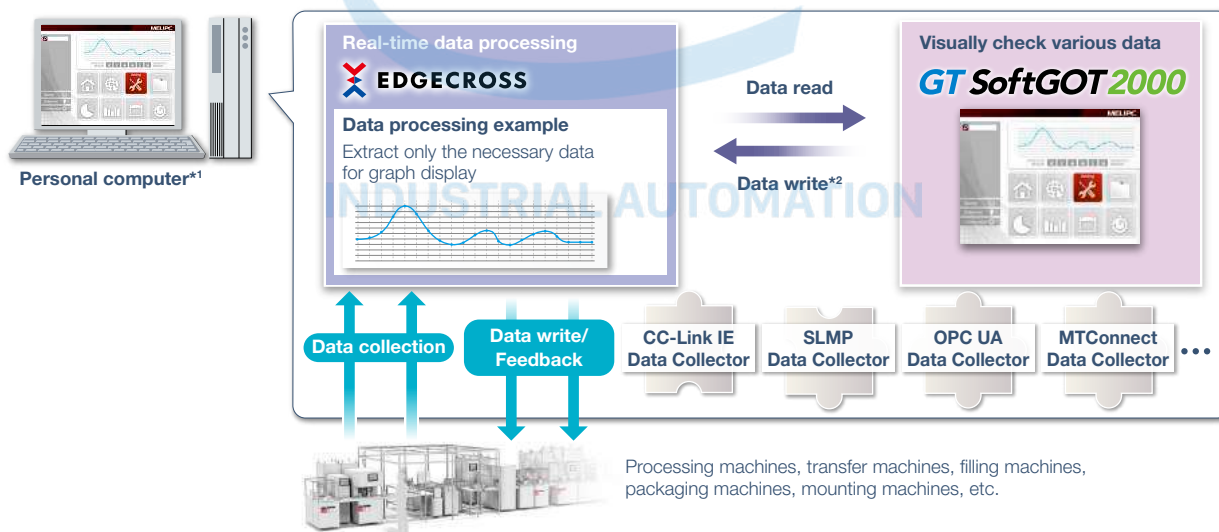 Real-time data processing
EDGECROSS
Data processing example
Extract only the necessary data
for graph display
Data read
Data write*2
Visually check various data
GT SoftGOT 2000
MELIPC
MELIPC
Personal computer*1
INDUSTRIAL AUTOMATION
Data collection
Data write/
Feedback
CC-Link IE
Data Collector
SLMP
Data Collector
OPC UA
Data Collector
MTConnect
Data Collector
...
Processing machines, transfer machines, filling machines,
packaging machines, mounting machines, etc.